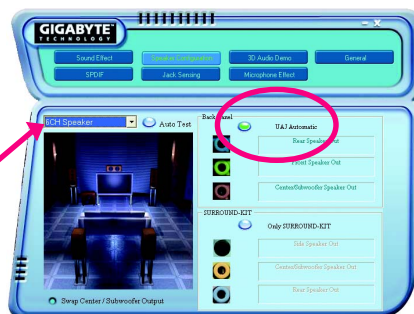 GIGABYTE
TECHNOLOGY
Sound Effect
Speaker Configuration
3D Audio Demo
General
SPDIF
Jack Sensing
Microphone Effect
6CH Speaker
Auto Test
Back Panel
UAJ Automatic
Rear Speaker Out
Front Speaker Out
Center/Subwoofer Speaker Out
SURROUND-KIT
Only SURROUND-KIT
Side Speaker Out
Center/Subwoofer Speaker Out
Rear Speaker Out
Swap Center / Subwoofer Output